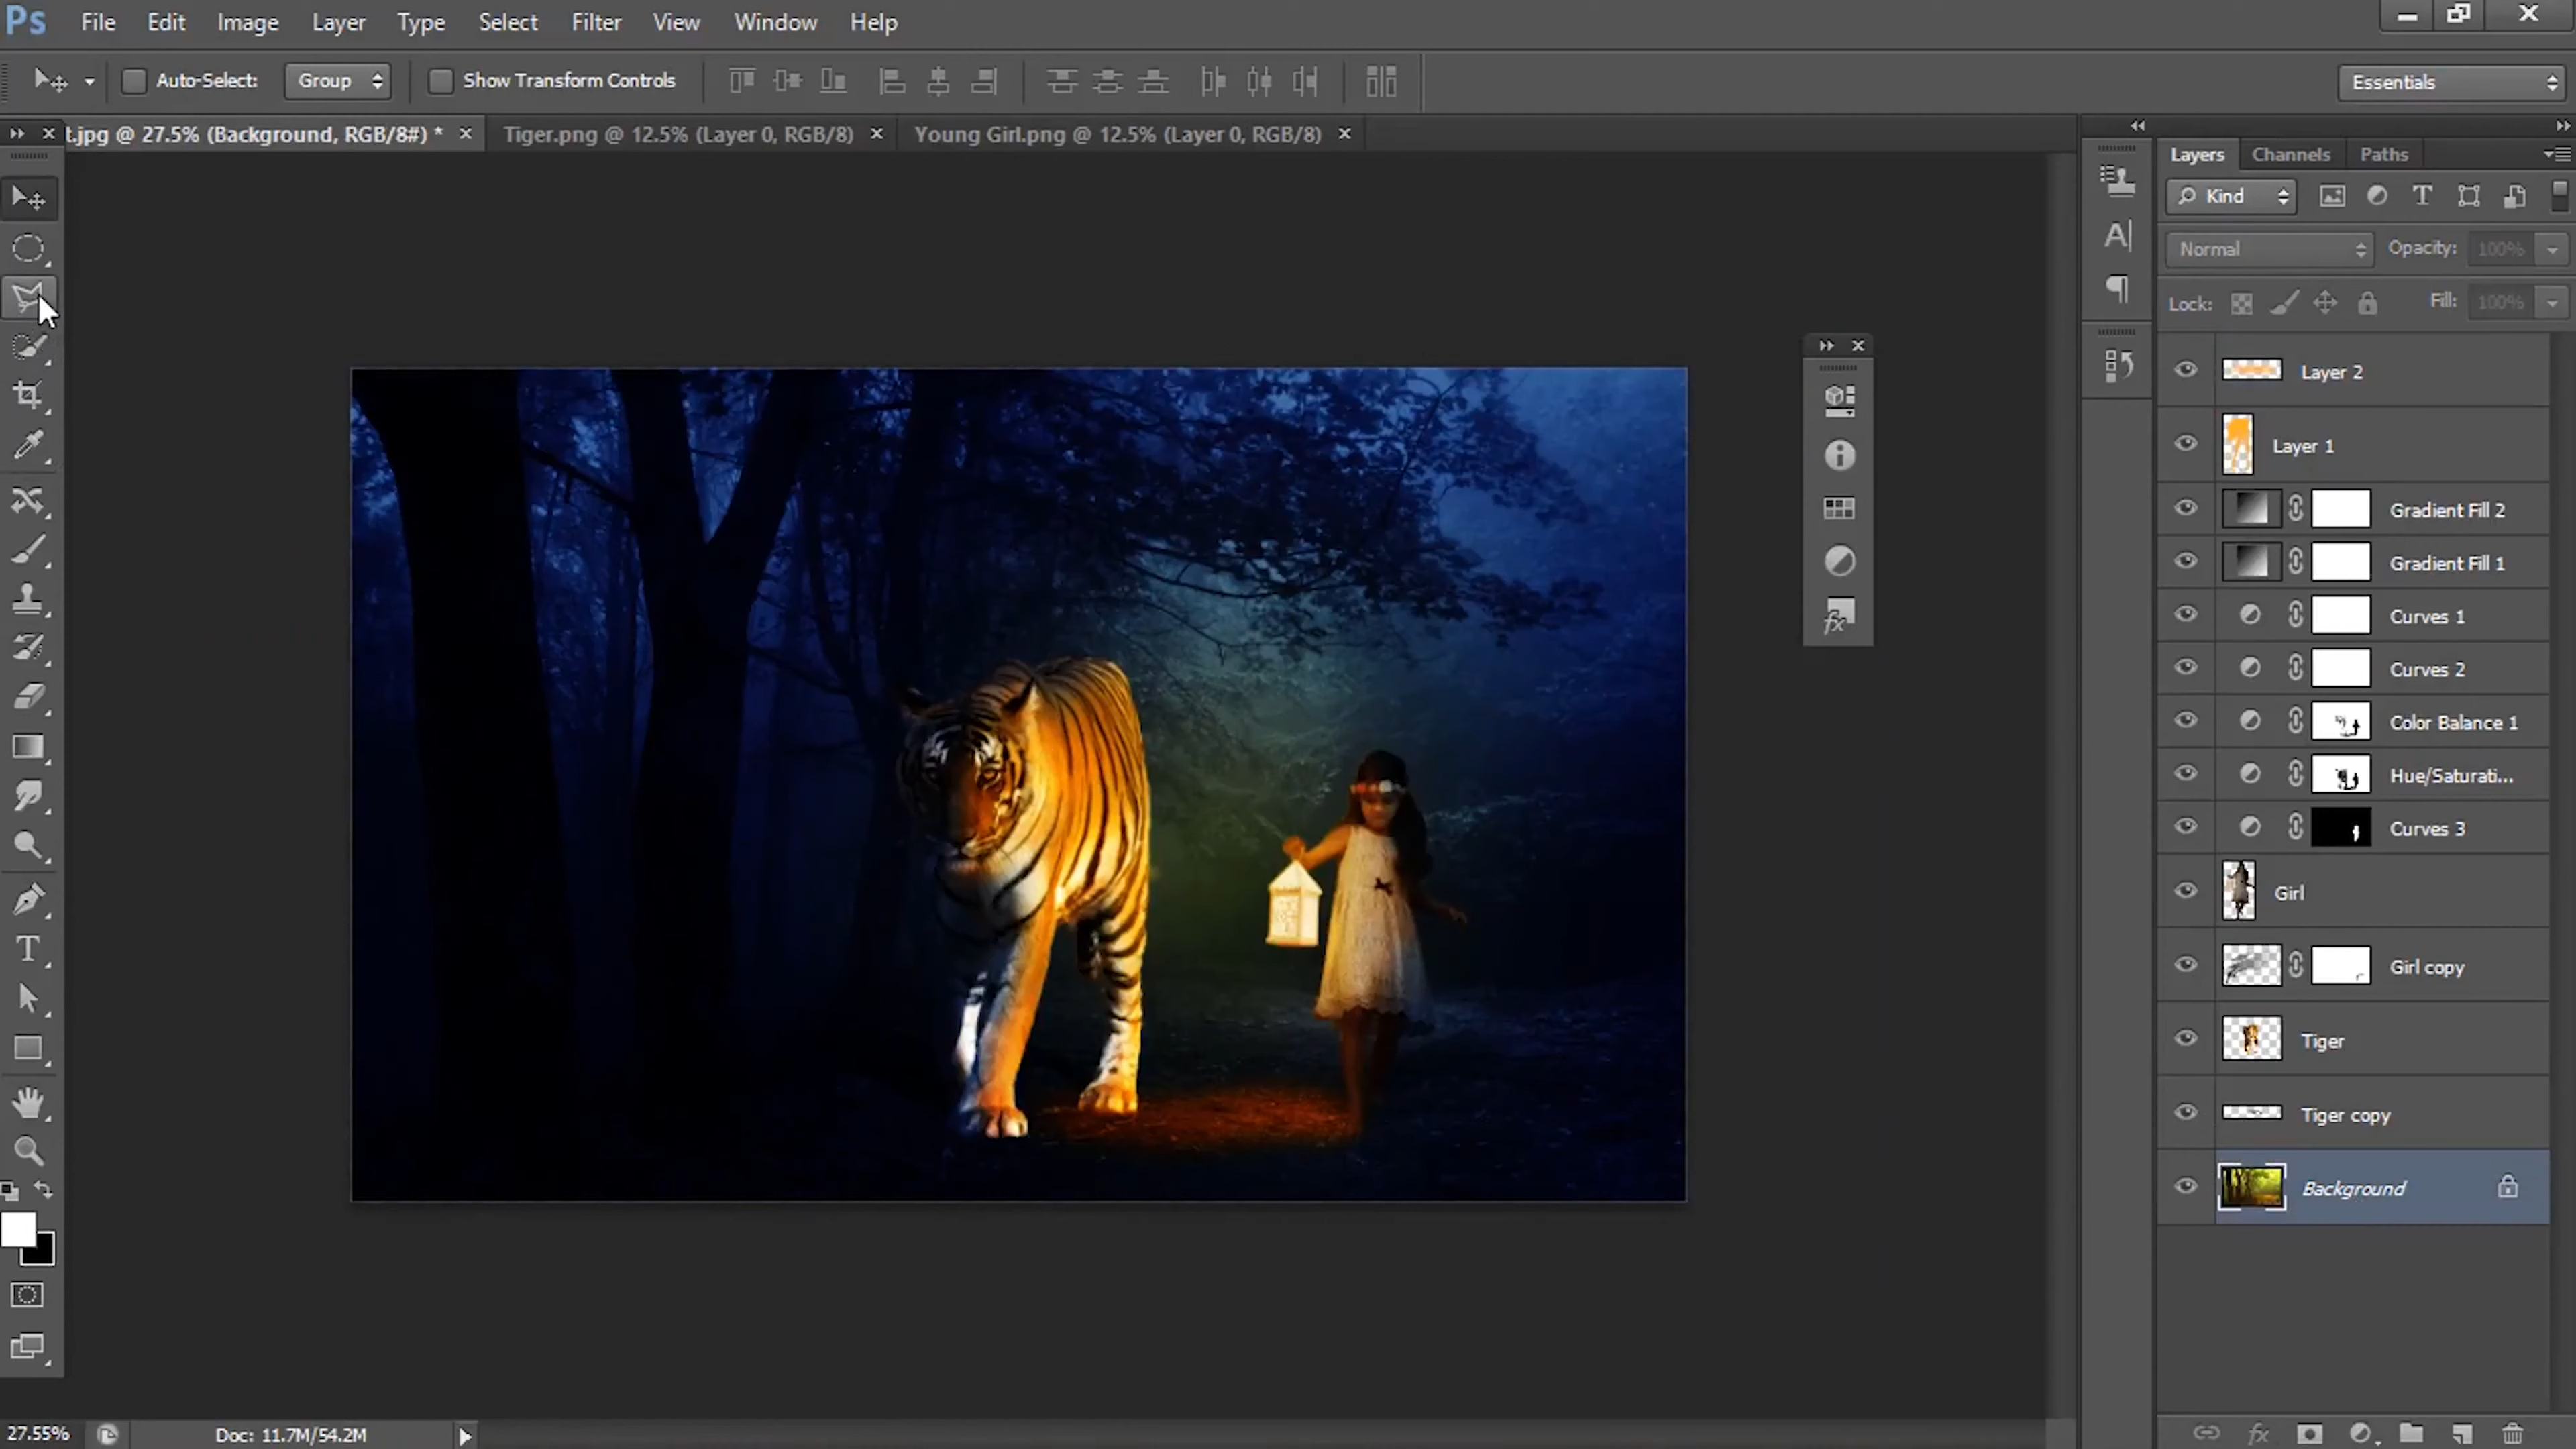 Ps File Edit Image Layer Type Select Filter View Window Help
Auto-Select: Group Show Transform Controls Essentials
t.jpg @ 27.5% (Background, RGB/8#) * Tiger.png @ 12.5% (Layer 0, RGB/8) Young Girl.png @ 12.5% (Layer 0, RGB/8)
Layers Channels Paths
Kind
Normal Opacity: 100%
Lock: Fill: 100%
Layer 2
Layer 1
Gradient Fill 2
Gradient Fill 1
Curves 1
Curves 2
Color Balance 1
Hue/Saturati...
Curves 3
Girl
Girl copy
Tiger
Tiger copy
Background
27.55% Doc: 11.7M/54.2M